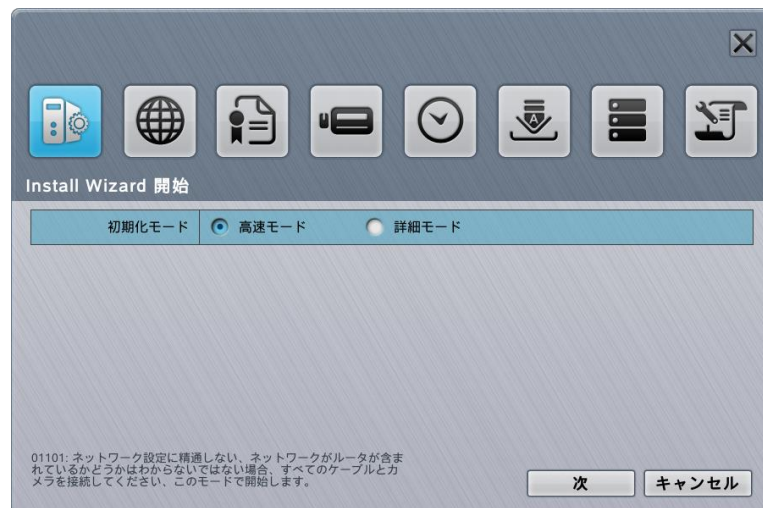 Install Wizard 開始
初期化モード 高速モード 詳細モード
01101: ネットワーク設定に精通しない、ネットワークがルータが含ま
れているかどうかはわからないではない場合、すべてのケーブルとカ
メラを接続してください、このモードで開始します。
次 キャンセル